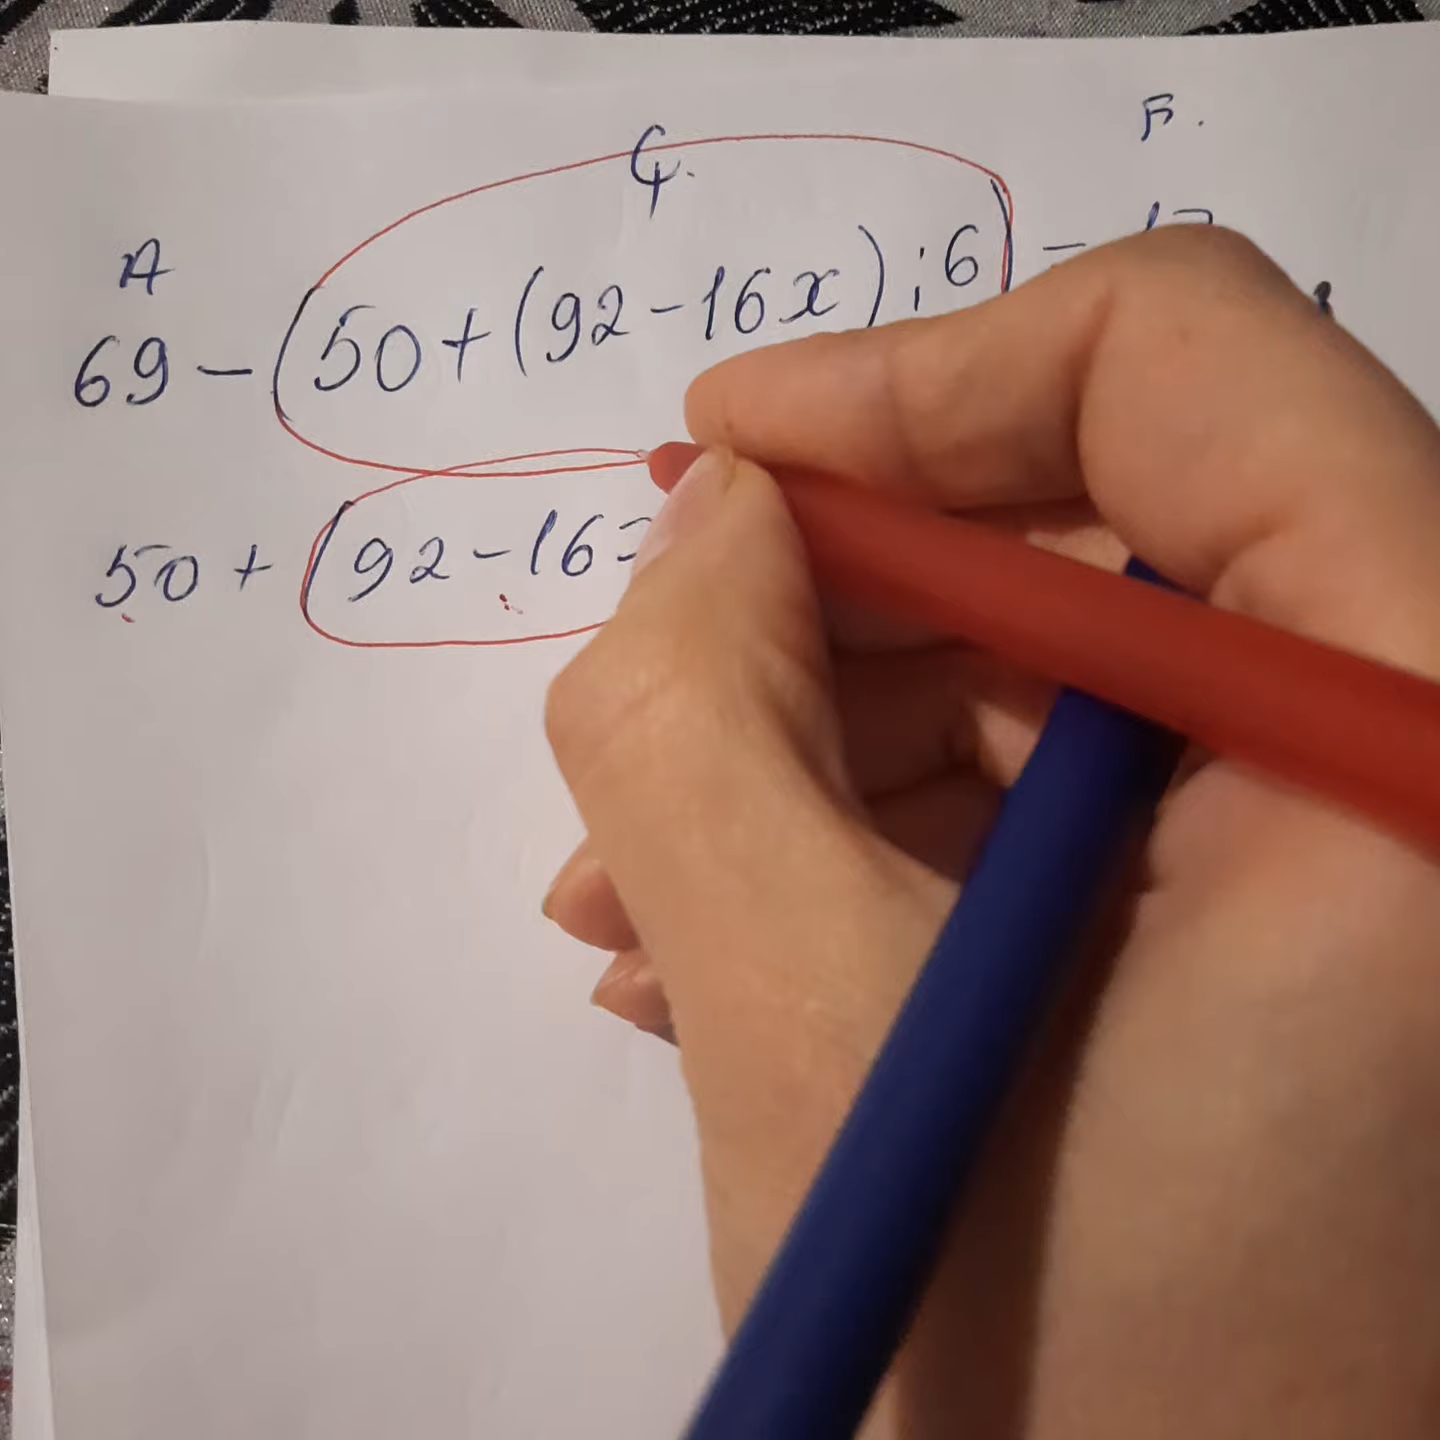 A Ç. F.
69 - (50 + (92 - 16x) : 6) =
50 + (92 - 16